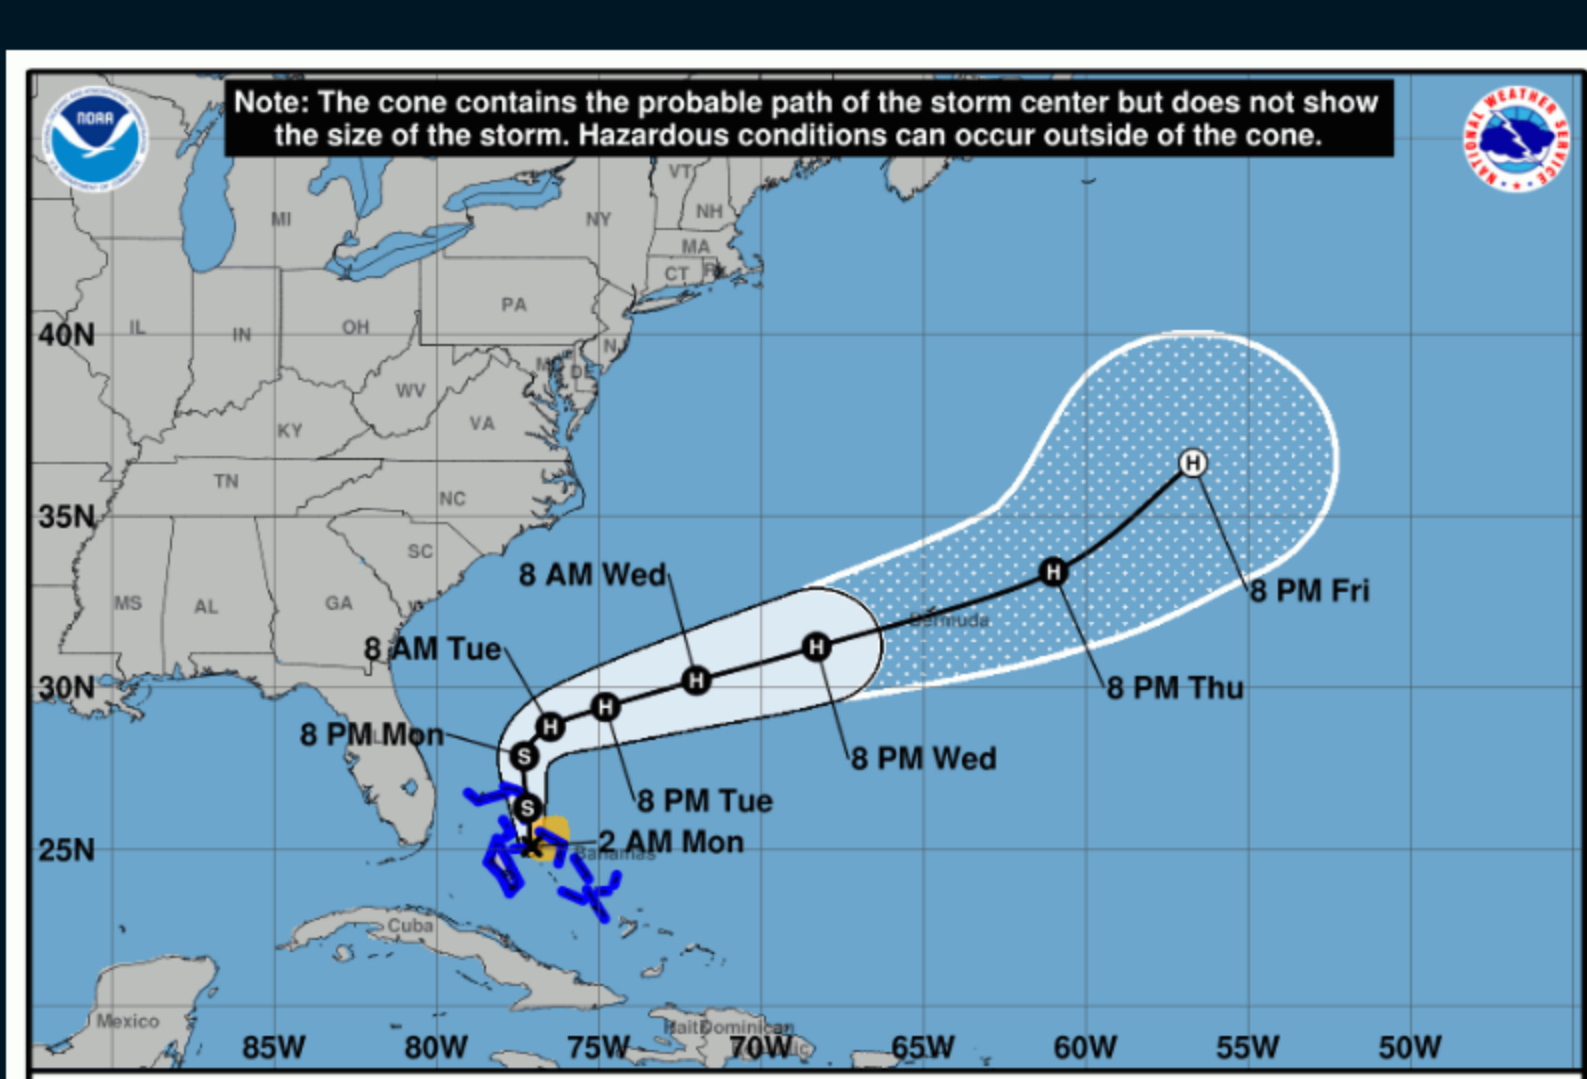 Note: The cone contains the probable path of the storm center but does not show
the size of the storm. Hazardous conditions can occur outside of the cone.
NOAA
NATIONAL WEATHER SERVICE
VT
NH
MI
NY
MA
CT
RI
PA
40N
IL
IN
OH
NJ
MD
DE
WV
KY
VA
TN
NC
35N
SC
8 AM Wed
8 PM Fri
MS
AL
GA
Bermuda
8 AM Tue
30N
8 PM Thu
8 PM Mon
FL
8 PM Wed
8 PM Tue
25N
2 AM Mon
Bahamas
Cuba
Mexico
Haiti
Dominican
H
H
H
H
H
H
S
S
85W
80W
75W
70W
65W
60W
55W
50W